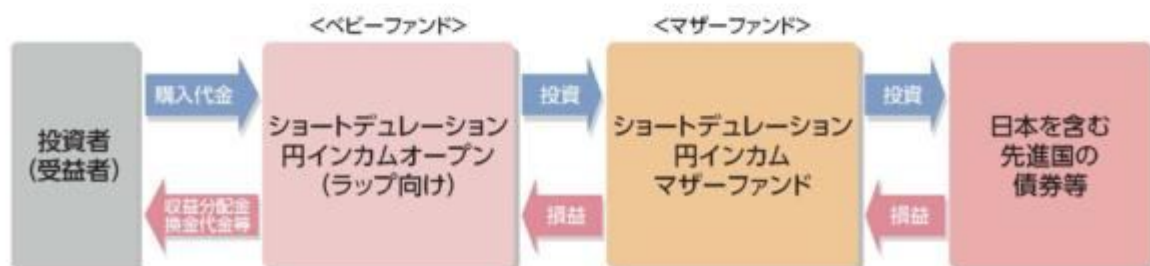 <ベビーファンド>
<マザーファンド>
投資者
(受益者)
購入代金
収益分配金
換金代金等
ショートデュレーション
円インカムオープン
(ラップ向け)
投資
損益
ショートデュレーション
円インカム
マザーファンド
投資
損益
日本を含む
先進国の
債券等